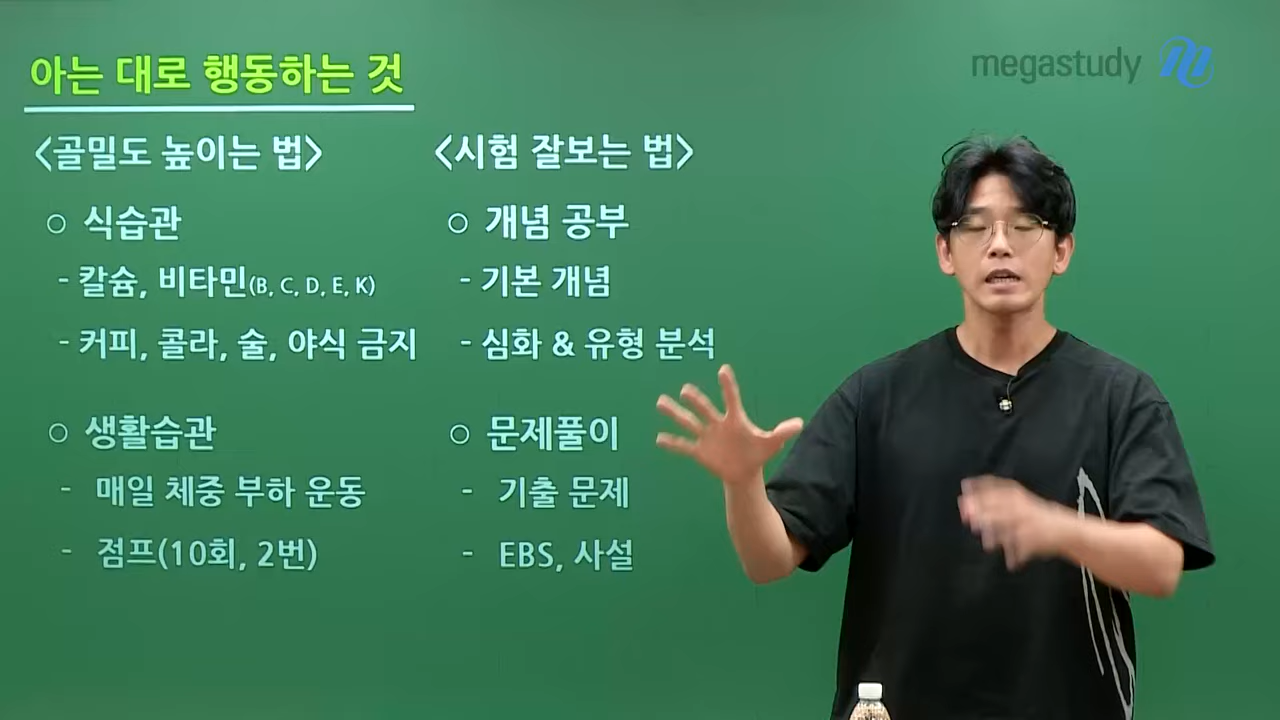 아는 대로 행동하는 것
megastudy
<골밀도 높이는 법>
○ 식습관
- 칼슘, 비타민(B, C, D, E, K)
- 커피, 콜라, 술, 야식 금지
○ 생활습관
- 매일 체중 부하 운동
- 점프(10회, 2번)
<시험 잘보는 법>
○ 개념 공부
- 기본 개념
- 심화 & 유형 분석
○ 문제풀이
- 기출 문제
- EBS, 사설